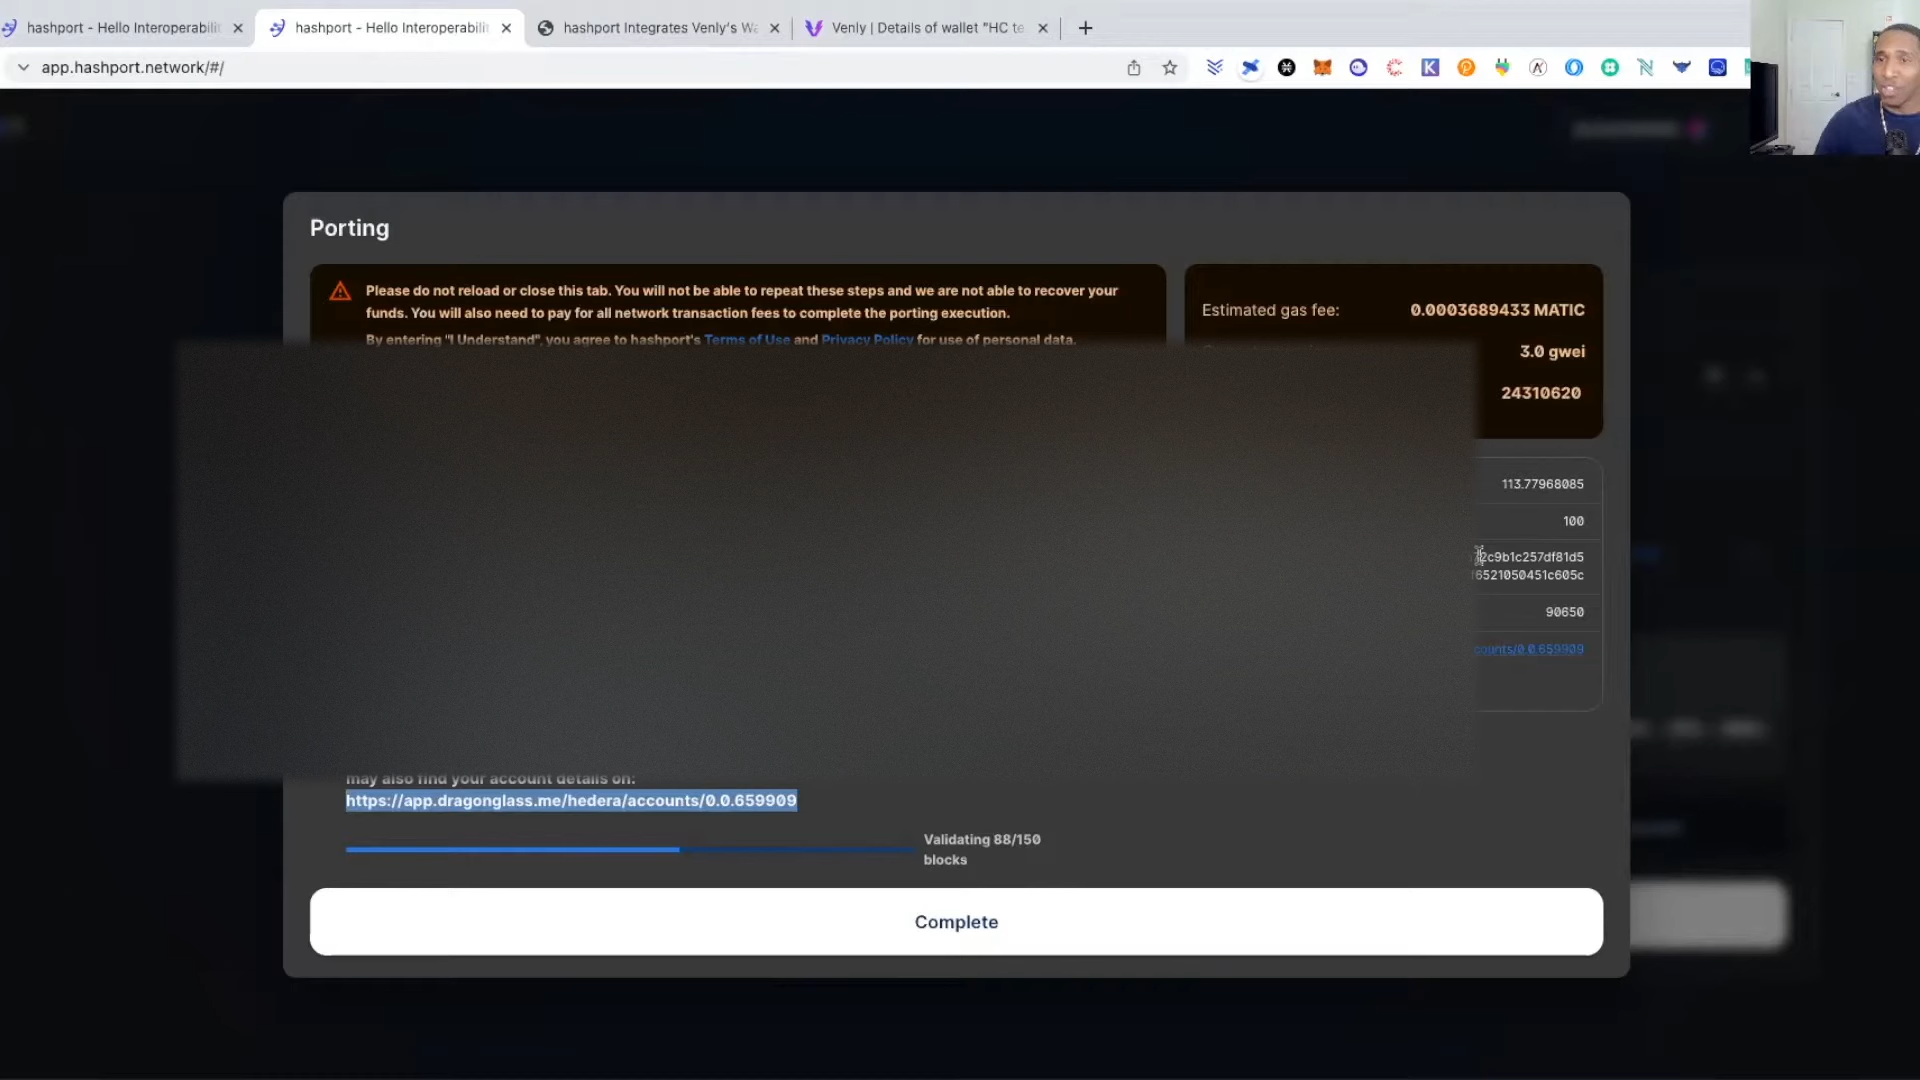 hashport - Hello Interoperabilit
hashport - Hello Interoperabilit
hashport Integrates Venly's Wa
Venly | Details of wallet "HC te
app.hashport.network/#/
Porting
Please do not reload or close this tab. You will not be able to repeat these steps and we are not able to recover your
funds. You will also need to pay for all network transaction fees to complete the porting execution.
By entering "I Understand", you agree to hashport's Terms of Use and Privacy Policy for use of personal data.
Estimated gas fee: 0.0003689433 MATIC
3.0 gwei
24310620
113.77968085
100
2c9b1c257df81d5
f6521050451c605c
90650
counts/0.0.659909
may also find your account details on:
https://app.dragonglass.me/hedera/accounts/0.0.659909
Validating 88/150
blocks
Complete